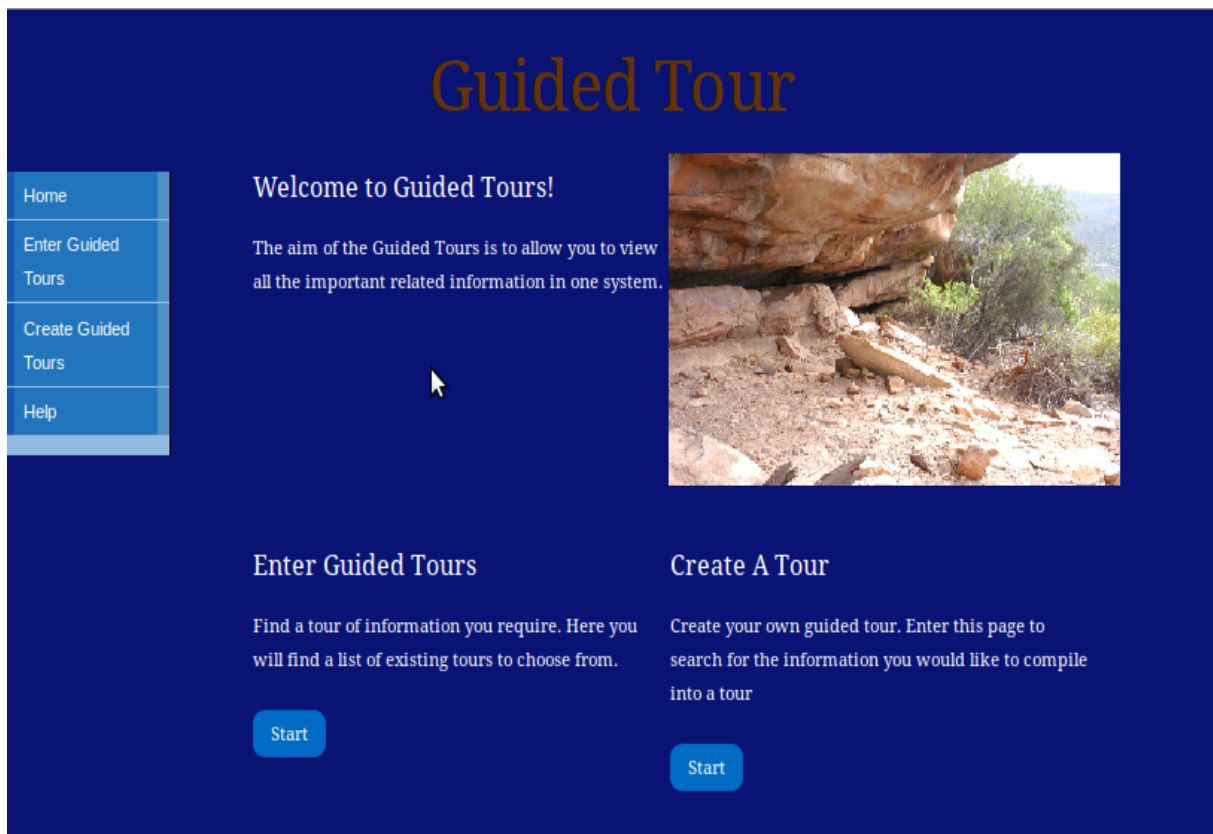 Guided Tour
Home
Enter Guided
Tours
Create Guided
Tours
Help
Welcome to Guided Tours!
The aim of the Guided Tours is to allow you to view
all the important related information in one system.
Enter Guided Tours
Find a tour of information you require. Here you
will find a list of existing tours to choose from.
Start
Create A Tour
Create your own guided tour. Enter this page to
search for the information you would like to compile
into a tour
Start